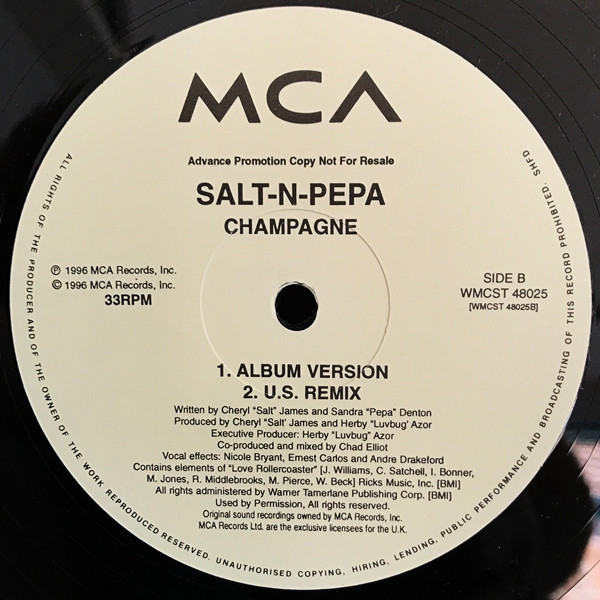 MCA
Advance Promotion Copy Not For Resale
SALT-N-PEPA
CHAMPAGNE
℗ 1996 MCA Records, Inc.
© 1996 MCA Records, Inc.
33RPM
SIDE B
WMCST 48025
[WMCST 48025B]
1. ALBUM VERSION
2. U.S. REMIX
Written by Cheryl "Salt" James and Sandra "Pepa" Denton
Produced by Cheryl "Salt' James and Herby "Luvbug' Azor
Executive Producer: Herby "Luvbug" Azor
Co-produced and mixed by Chad Elliot
Vocal effects: Nicole Bryant, Ernest Carlos and Andre Drakeford
Contains elements of "Love Rollercoaster" [J. Williams, C. Satchell, I. Bonner,
M. Jones, R. Middlebrooks, M. Pierce, W. Beck] Ricks Music, Inc. [BMI]
All rights administered by Warner Tamerlane Publishing Corp. [BMI]
Used by Permission, All rights reserved.
Original sound recordings owned by MCA Records, Inc.
MCA Records Ltd. are the exclusive licensees for the U.K.
ALL RIGHTS OF THE PRODUCER AND OF THE OWNER OF THE WORK REPRODUCED RESERVED. UNAUTHORISED COPYING, HIRING, LENDING, PUBLIC PERFORMANCE AND BROADCASTING OF THIS RECORD PROHIBITED. SHFD